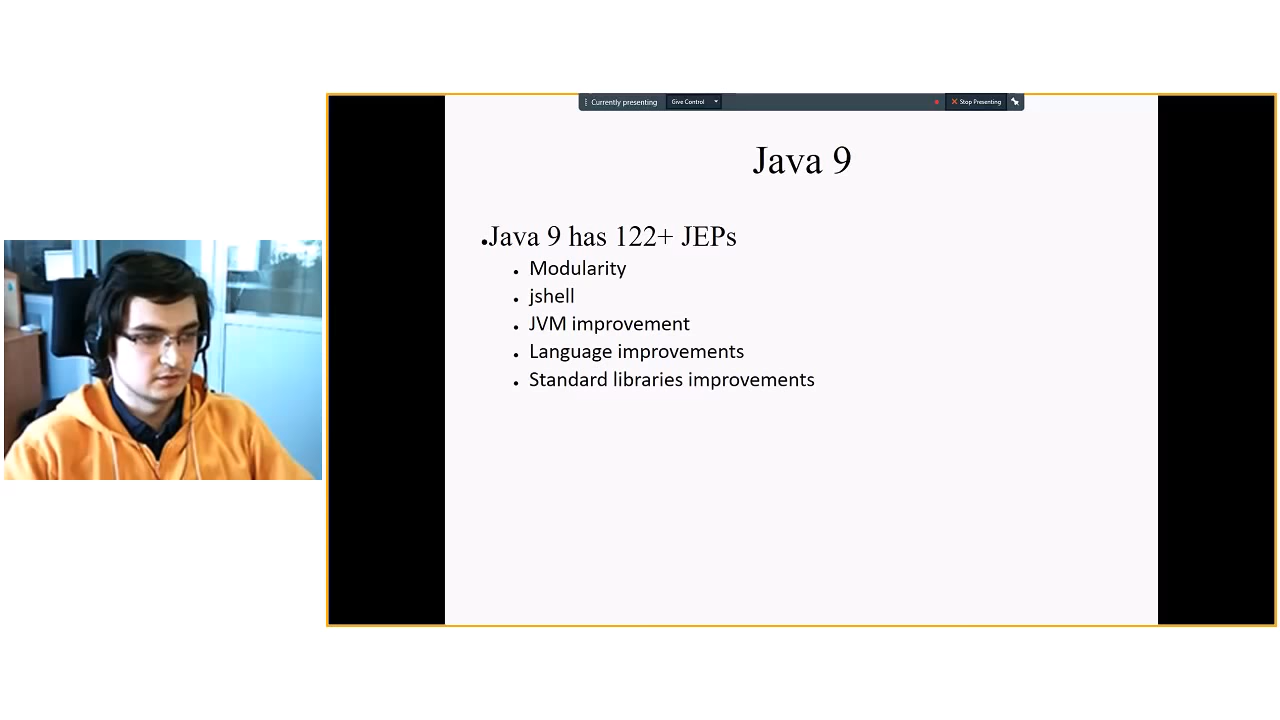 Currently presenting Give Control Stop Presenting
Java 9
Java 9 has 122+ JEPs
Modularity
jshell
JVM improvement
Language improvements
Standard libraries improvements